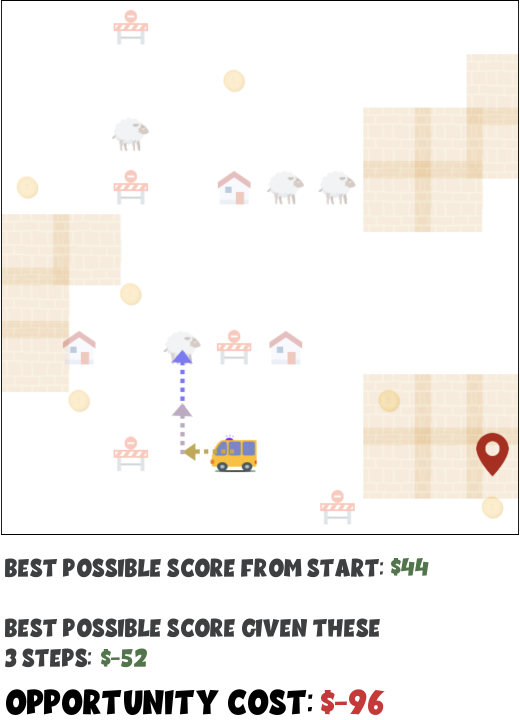 BEST POSSIBLE SCORE FROM START: $44
BEST POSSIBLE SCORE GIVEN THESE
3 STEPS: $-52
OPPORTUNITY COST: $-96